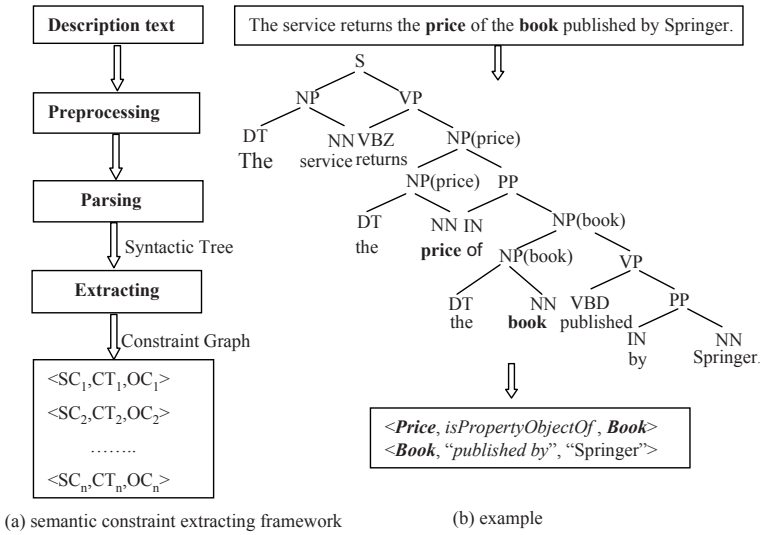 Description text
Preprocessing
Parsing
Syntactic Tree
Extracting
Constraint Graph
<SC1,CT1,OC1>
<SC2,CT2,OC2>
……..
<SCn,CTn,OCn>
(a) semantic constraint extracting framework
The service returns the price of the book published by Springer.
S
NP VP
DT NN VBZ NP(price)
The service returns
NP(price) PP
DT NN IN NP(book)
the price of
NP(book) VP
DT NN VBD PP
the book published
IN NN
by Springer.
<Price, isPropertyObjectOf , Book>
<Book, “published by”, “Springer”>
(b) example